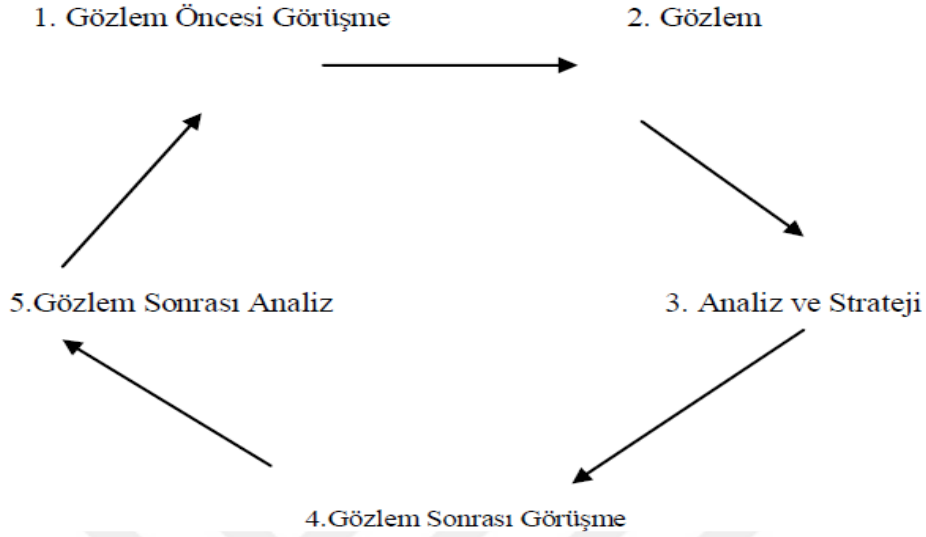 1. Gözlem Öncesi Görüşme
2. Gözlem
5.Gözlem Sonrası Analiz
3. Analiz ve Strateji
4.Gözlem Sonrası Görüşme